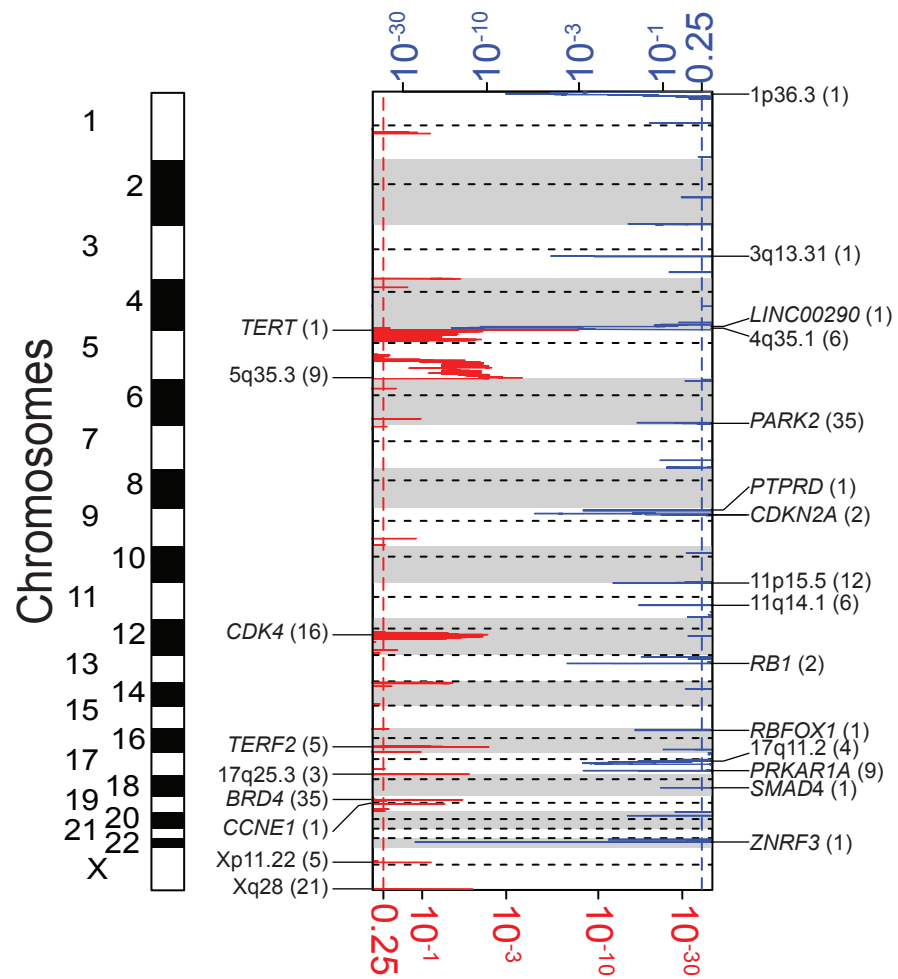 10-30
10-10
10-3
10-1
0.25
Chromosomes
1
2
3
4
5
6
7
8
9
10
11
12
13
14
15
16
17
18
19
20
21
22
X
TERT (1)
5q35.3 (9)
CDK4 (16)
TERF2 (5)
17q25.3 (3)
BRD4 (35)
CCNE1 (1)
Xp11.22 (5)
Xq28 (21)
1p36.3 (1)
3q13.31 (1)
LINC00290 (1)
4q35.1 (6)
PARK2 (35)
PTPRD (1)
CDKN2A (2)
11p15.5 (12)
11q14.1 (6)
RB1 (2)
RBFOX1 (1)
17q11.2 (4)
PRKAR1A (9)
SMAD4 (1)
ZNRF3 (1)
0.25
10-1
10-3
10-10
10-30